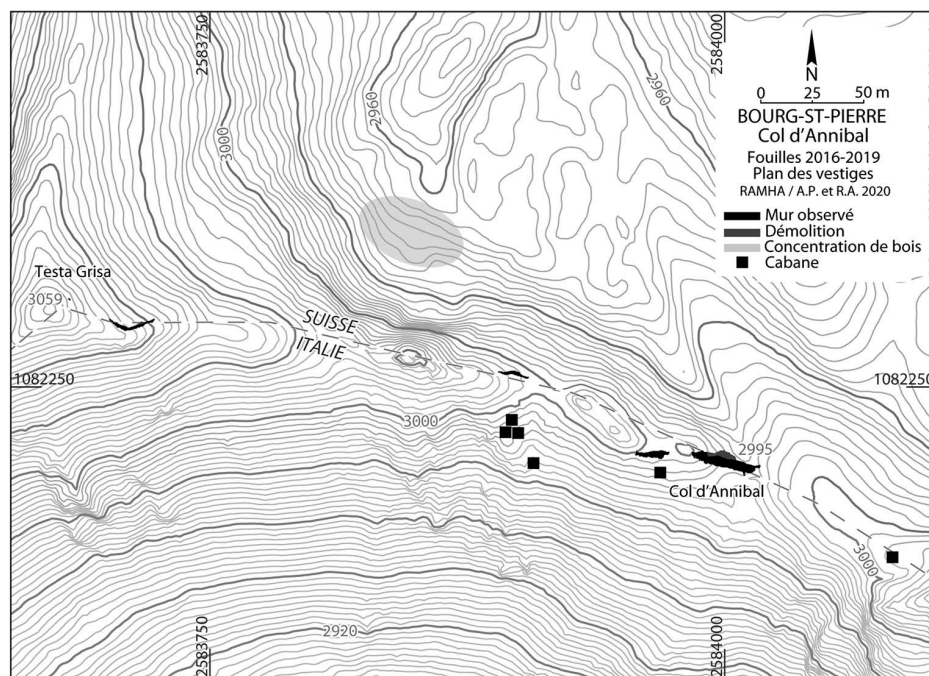 2583750
2584000
N
0 25 50 m
BOURG-ST-PIERRE
Col d'Annibal
Fouilles 2016-2019
Plan des vestiges
RAMHA / A.P. et R.A. 2020
Mur observé
Démolition
Concentration de bois
Cabane
2960
2960
3000
Testa Grisa
3059
SUISSE
ITALIE
1082250
1082250
3000
2995
Col d'Annibal
3000
2920
2583750
2584000